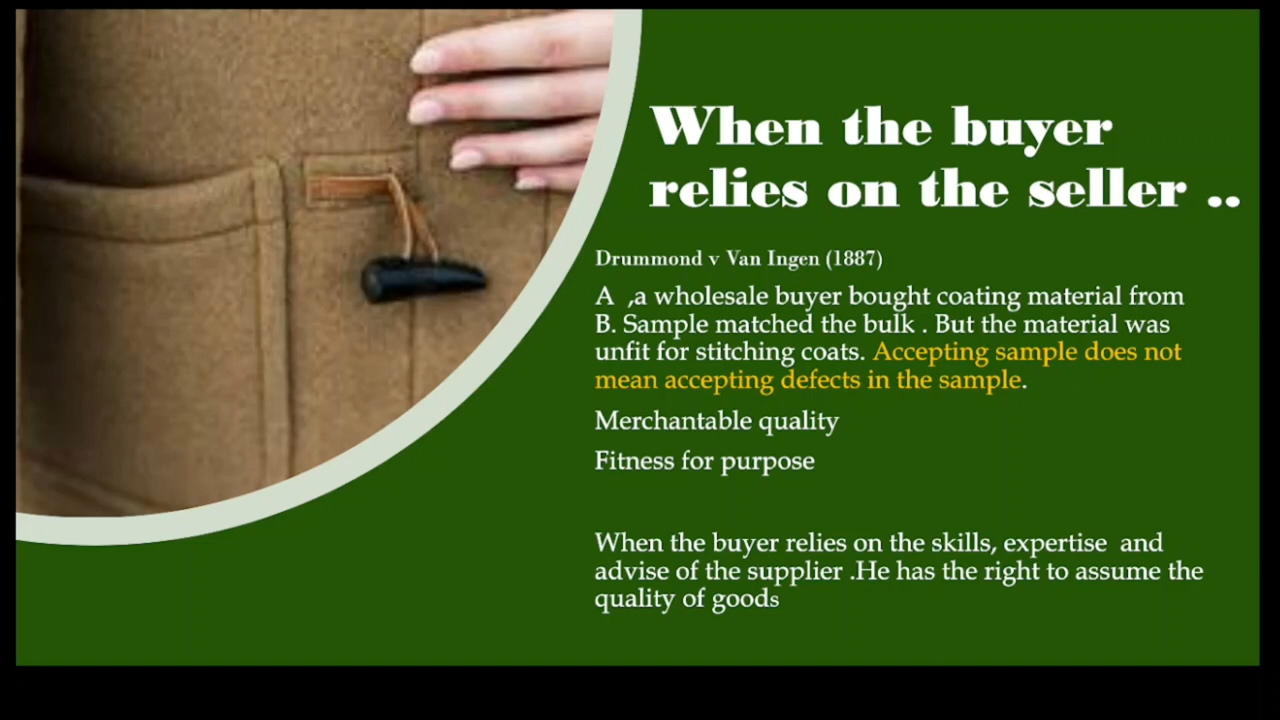 When the buyer
relies on the seller ..
Drummond v Van Ingen (1887)
A ,a wholesale buyer bought coating material from
B. Sample matched the bulk . But the material was
unfit for stitching coats. Accepting sample does not
mean accepting defects in the sample.
Merchantable quality
Fitness for purpose
When the buyer relies on the skills, expertise and
advise of the supplier .He has the right to assume the
quality of goods